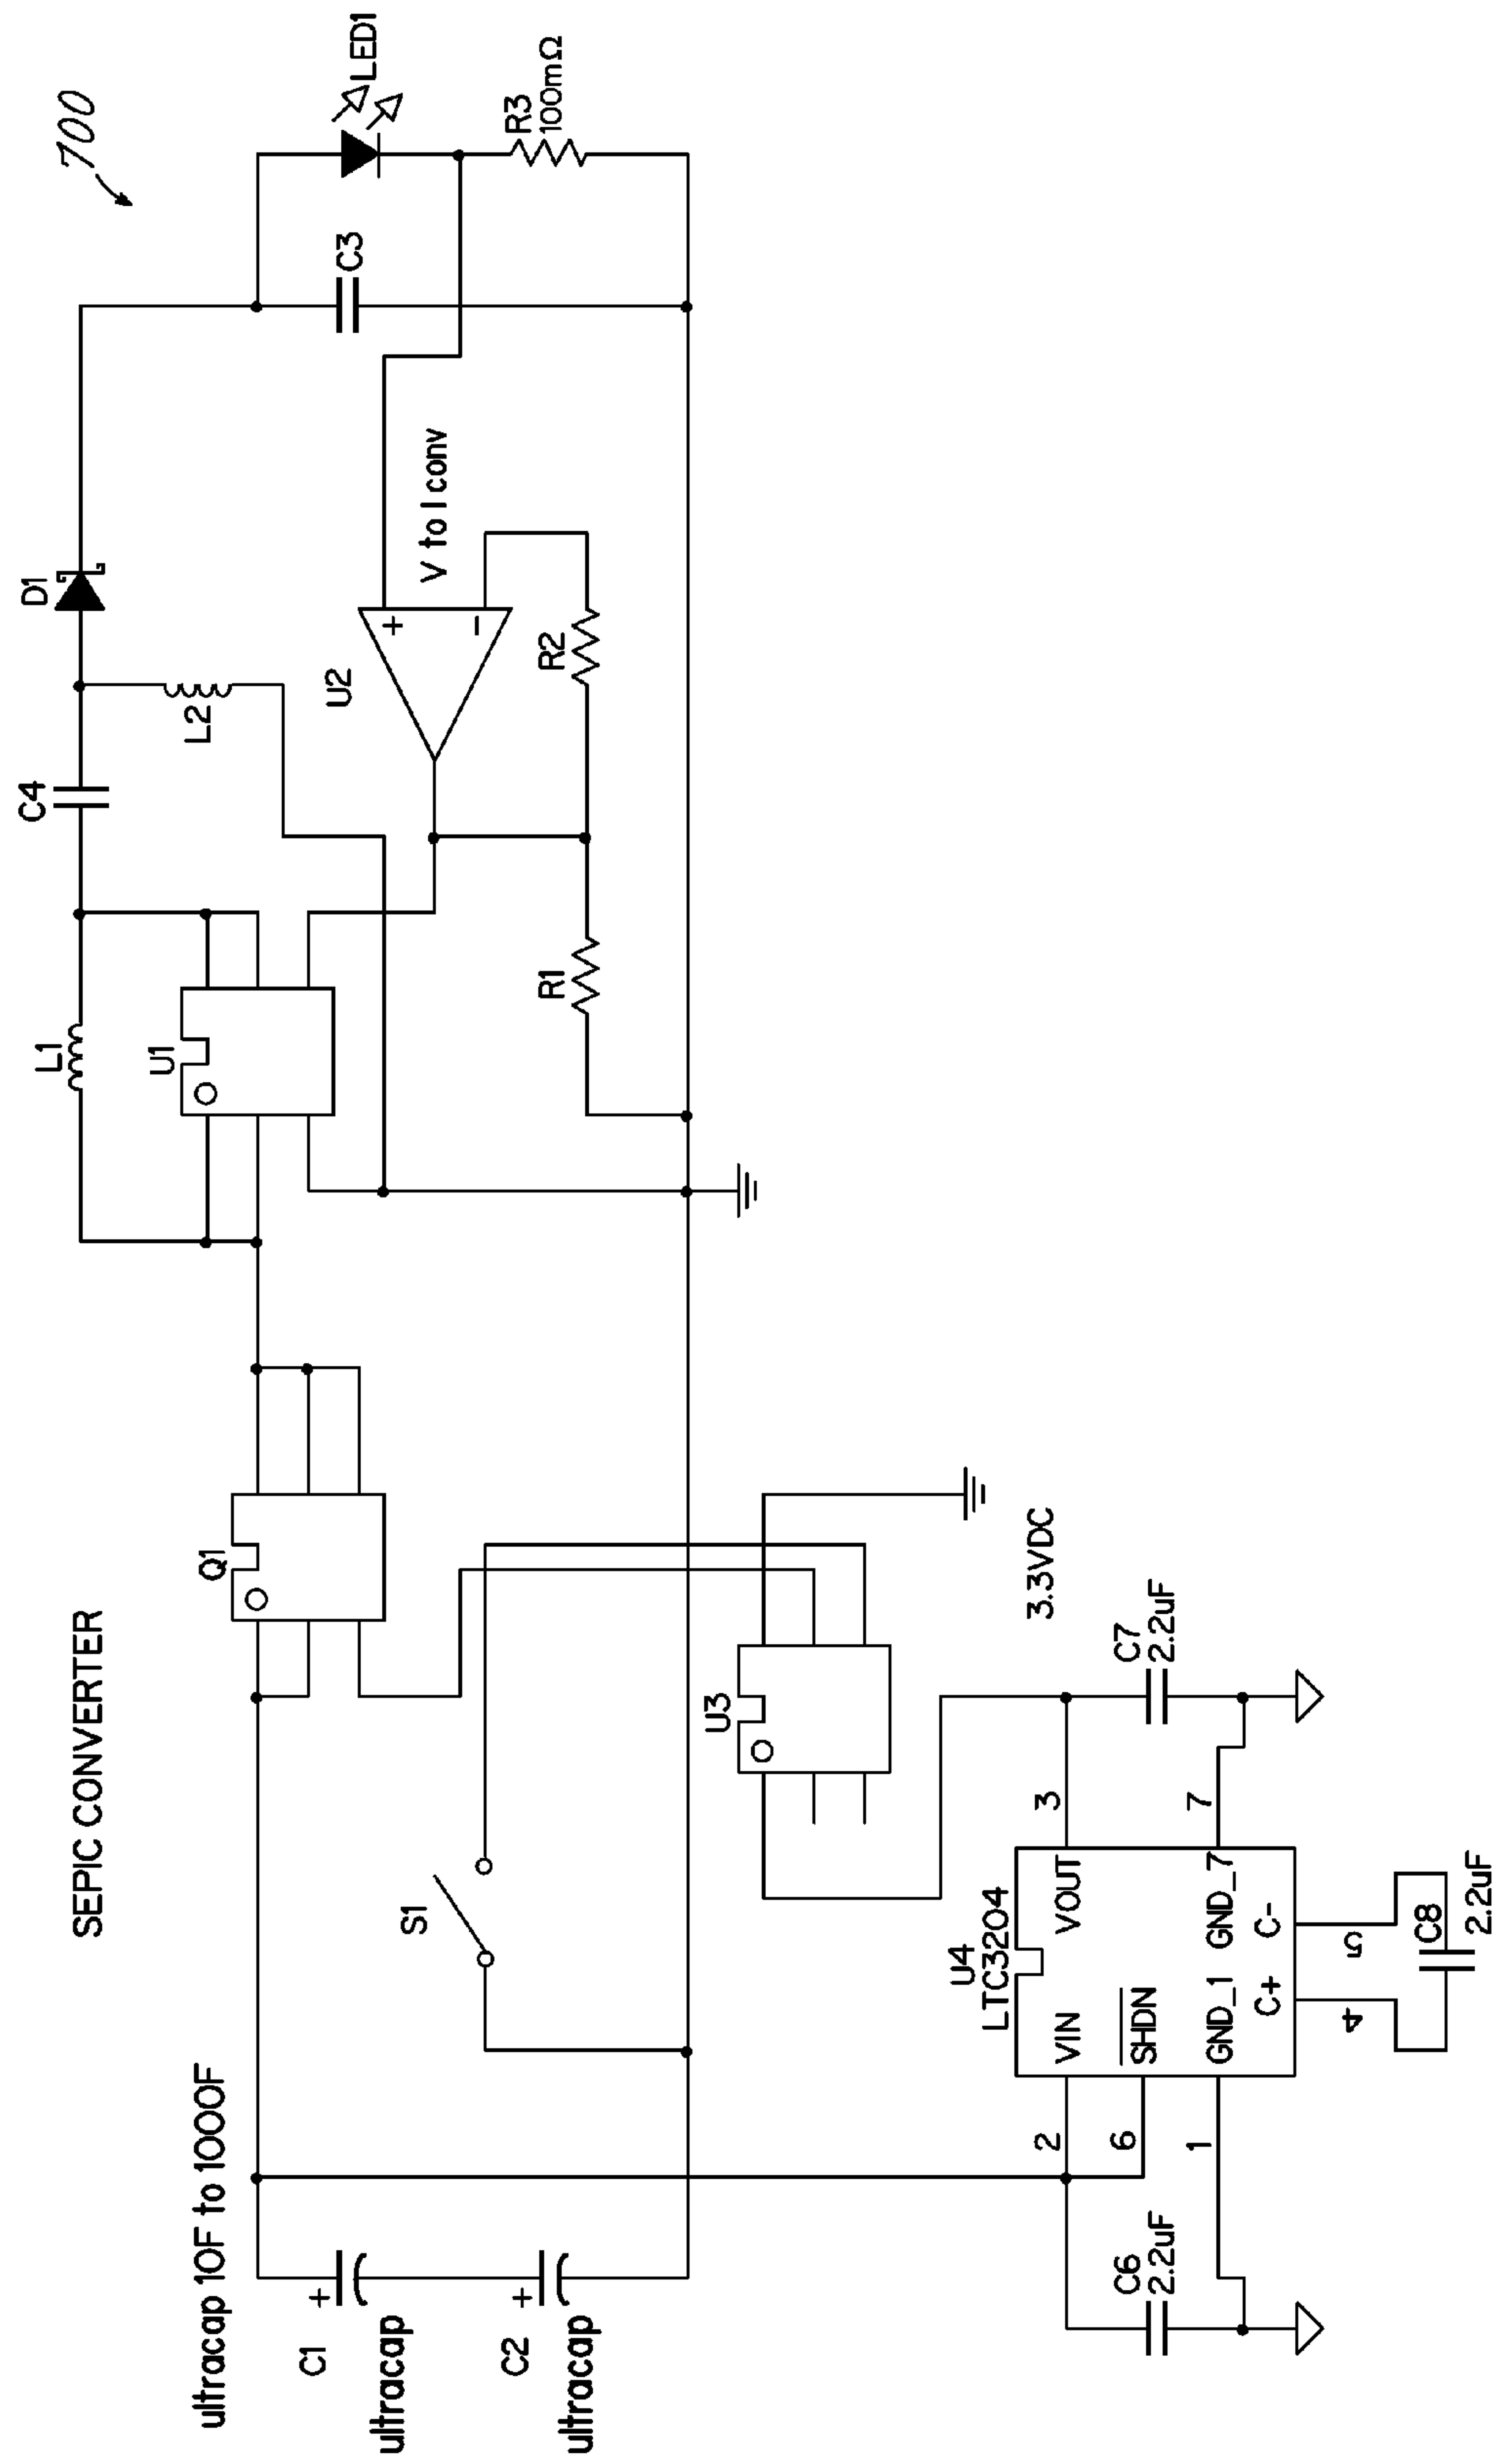 700
SEPIC CONVERTER
ultracap 10F to 1000F
C1
+
ultracap
C2
+
ultracap
S1
Q1
L1
U1
C4
L2
D1
U2
+
-
V to I conv
R1
R2
C3
LED1
R3
100mΩ
U3
3.3VDC
U4
LTC3204
VIN
SHDN
GND_1
VOUT
GND_7
C+
C-
2
6
1
3
7
4
5
C6
2.2uF
C7
2.2uF
C8
2.2uF